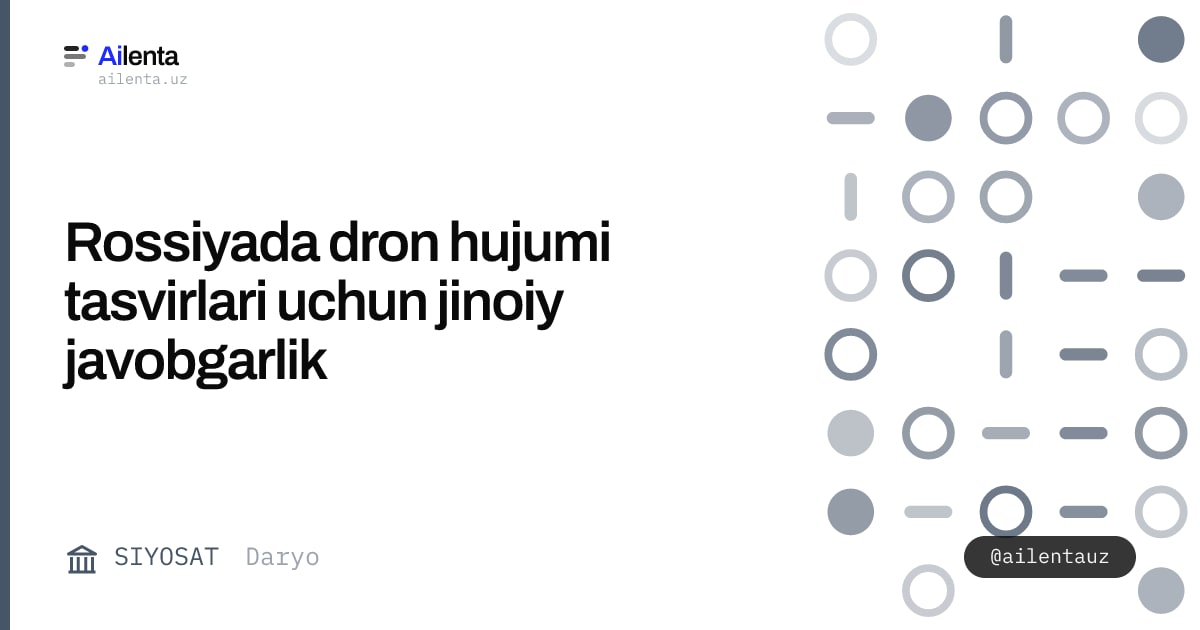 Ailenta
ailenta.uz
Rossiyada dron hujumi
tasvirlari uchun jinoiy
javobgarlik
SIYOSAT Daryo
@ailentauz